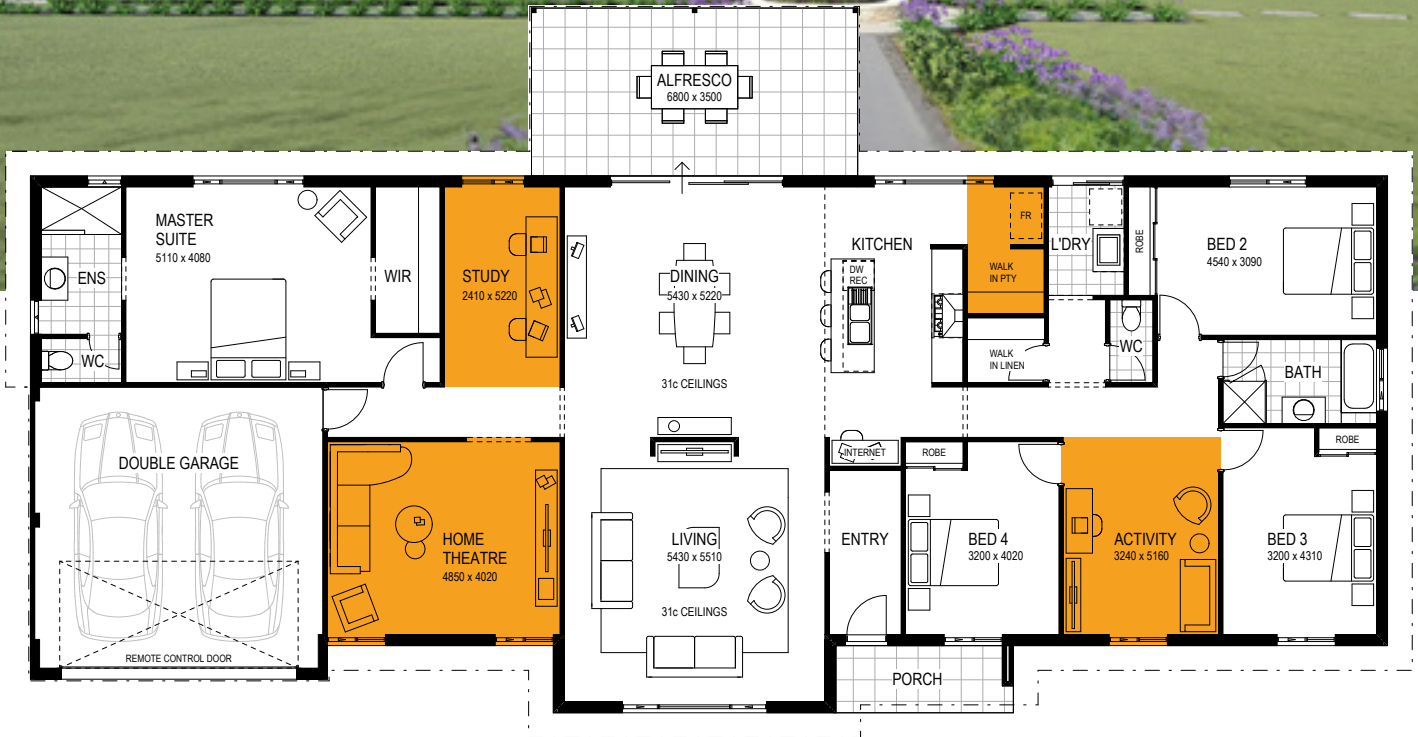 ALFRESCO
6800 x 3500
MASTER
SUITE
5110 x 4080
ENS
WC
WIR
STUDY
2410 x 5220
DINING
5430 x 5220
31c CEILINGS
KITCHEN
DW
REC
FR
WALK
IN PTY
WALK
IN LINEN
L'DRY
ROBE
WC
BED 2
4540 x 3090
BATH
DOUBLE GARAGE
REMOTE CONTROL DOOR
HOME
THEATRE
4850 x 4020
LIVING
5430 x 5510
31c CEILINGS
INTERNET
ENTRY
PORCH
ROBE
BED 4
3200 x 4020
ACTIVITY
3240 x 5160
ROBE
BED 3
3200 x 4310